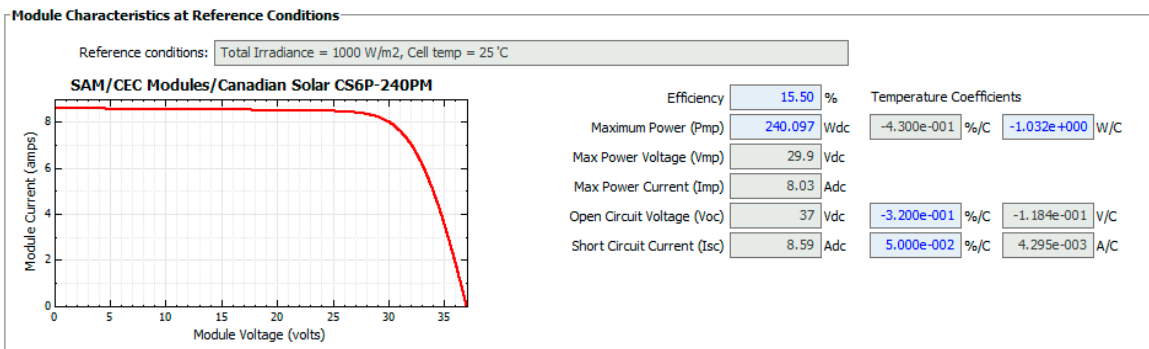 Module Characteristics at Reference Conditions
Reference conditions: Total Irradiance = 1000 W/m2, Cell temp = 25 'C
SAM/CEC Modules/Canadian Solar CS6P-240PM
Module Current (amps)
8
6
4
2
0
0 5 10 15 20 25 30 35
Module Voltage (volts)
Efficiency 15.50 % Temperature Coefficients
Maximum Power (Pmp) 240.097 Wdc -4.300e-001 %/C -1.032e+000 W/C
Max Power Voltage (Vmp) 29.9 Vdc
Max Power Current (Imp) 8.03 Adc
Open Circuit Voltage (Voc) 37 Vdc -3.200e-001 %/C -1.184e-001 V/C
Short Circuit Current (Isc) 8.59 Adc 5.000e-002 %/C 4.295e-003 A/C